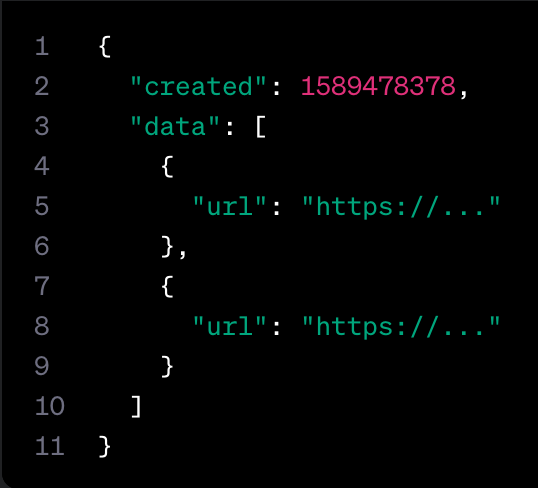 1 {
2 "created": 1589478378,
3 "data": [
4 {
5 "url": "https://..."
6 },
7 {
8 "url": "https://..."
9 }
10 ]
11 }